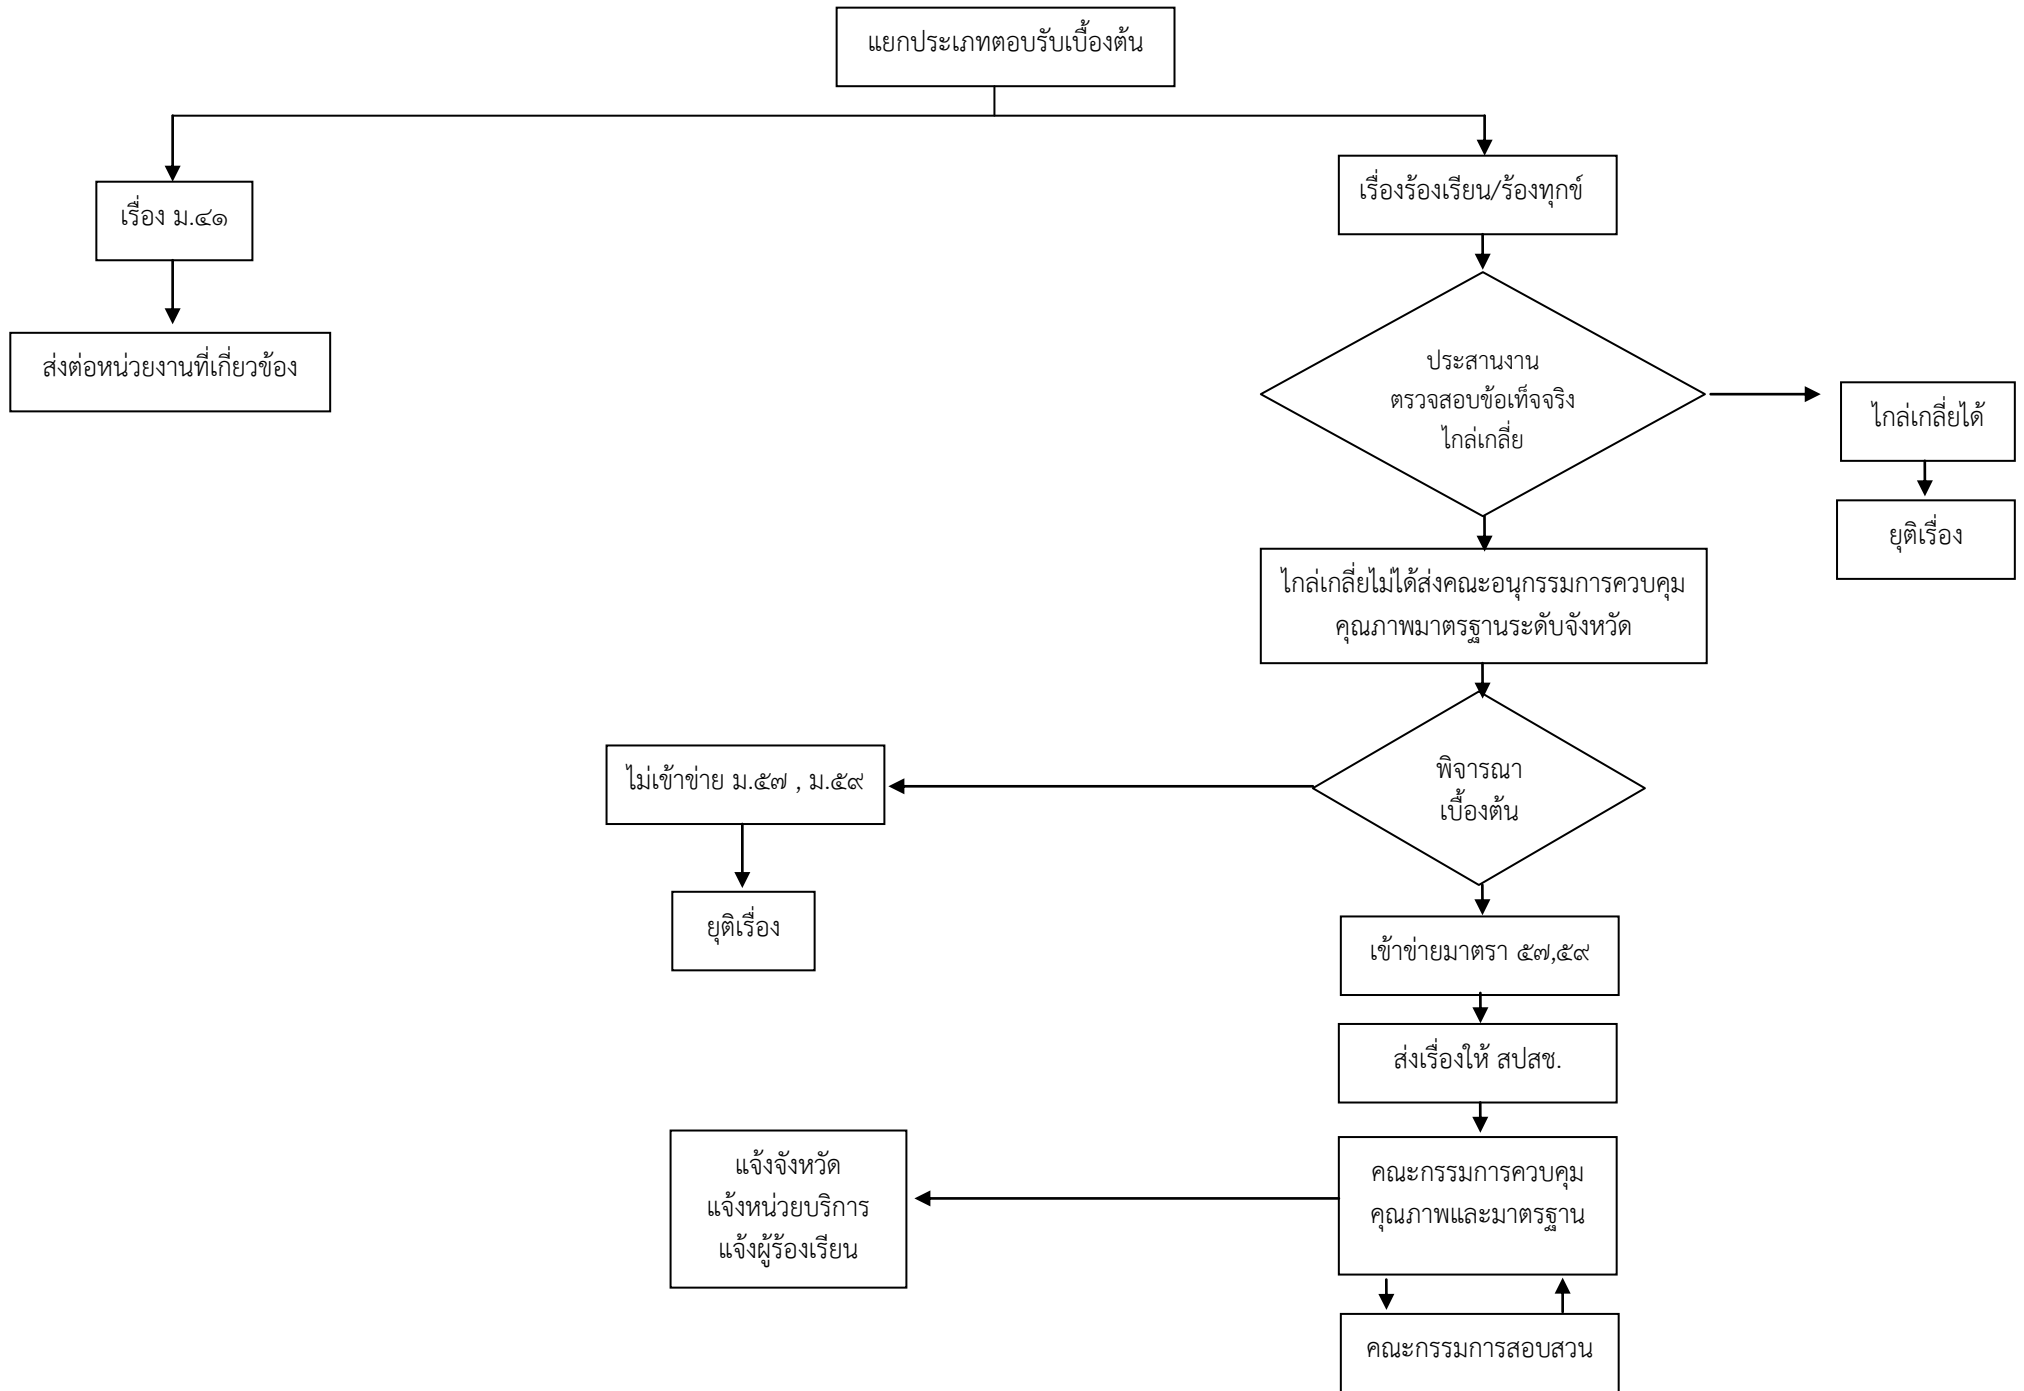 แยกประเภทตอบรับเบื้องต้น
เรื่องร้องเรียน/ร้องทุกข์
เรื่อง ม.๔๑
ส่งต่อหน่วยงานที่เกี่ยวข้อง
ประสานงาน
ตรวจสอบข้อเท็จจริง
ไกล่เกลี่ย
ไกล่เกลี่ยได้
ยุติเรื่อง
ไกล่เกลี่ยไม่ได้ส่งคณะอนุกรรมการควบคุม
คุณภาพมาตรฐานระดับจังหวัด
พิจารณา
เบื้องต้น
ไม่เข้าข่าย ม.๕๗ , ม.๕๙
ยุติเรื่อง
เข้าข่ายมาตรา ๕๗,๕๙
ส่งเรื่องให้ สปสช.
คณะกรรมการควบคุม
คุณภาพและมาตรฐาน
แจ้งจังหวัด
แจ้งหน่วยบริการ
แจ้งผู้ร้องเรียน
คณะกรรมการสอบสวน